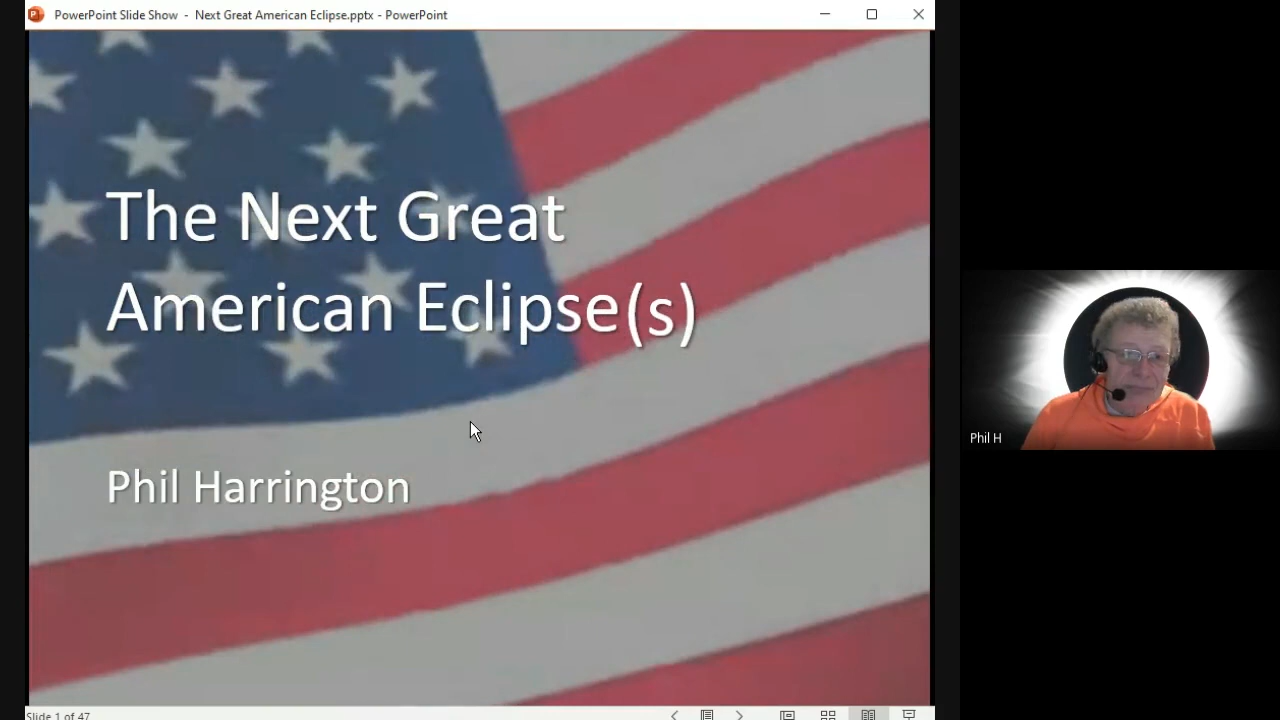 PowerPoint Slide Show - Next Great American Eclipse.pptx - PowerPoint
The Next Great
American Eclipse(s)
Phil Harrington
Phil H
Slide 1 of 47